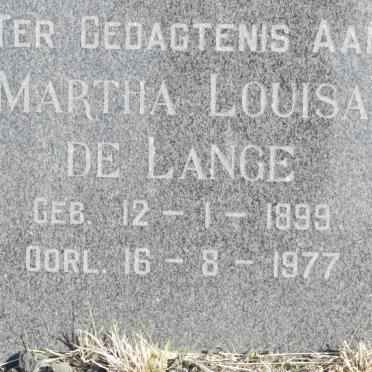 TER GEDAGTENIS AAN
MARTHA LOUISA
DE LANGE
GEB. 12 - 1 - 1899.
OORL. 16 - 8 - 1977